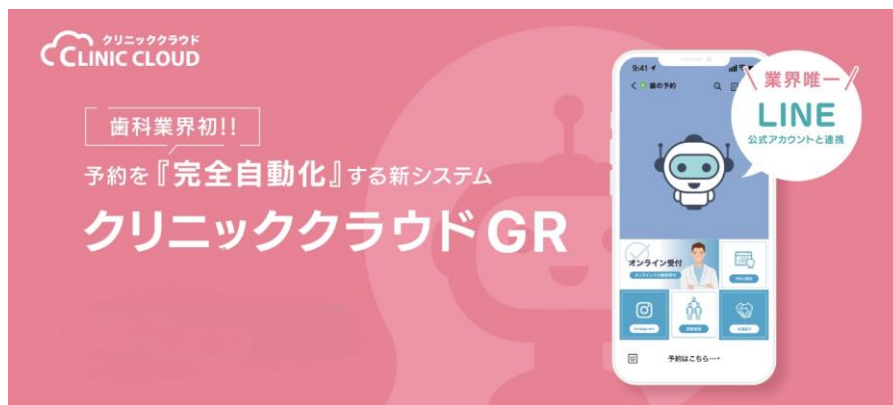 クリニッククラウド
CLINIC CLOUD
歯科業界初!!
予約を『完全自動化』する新システム
クリニッククラウド GR
業界唯一
LINE
公式アカウントと連携
9:41
歯の予約
オンライン受付
Instagram
予約はこちら